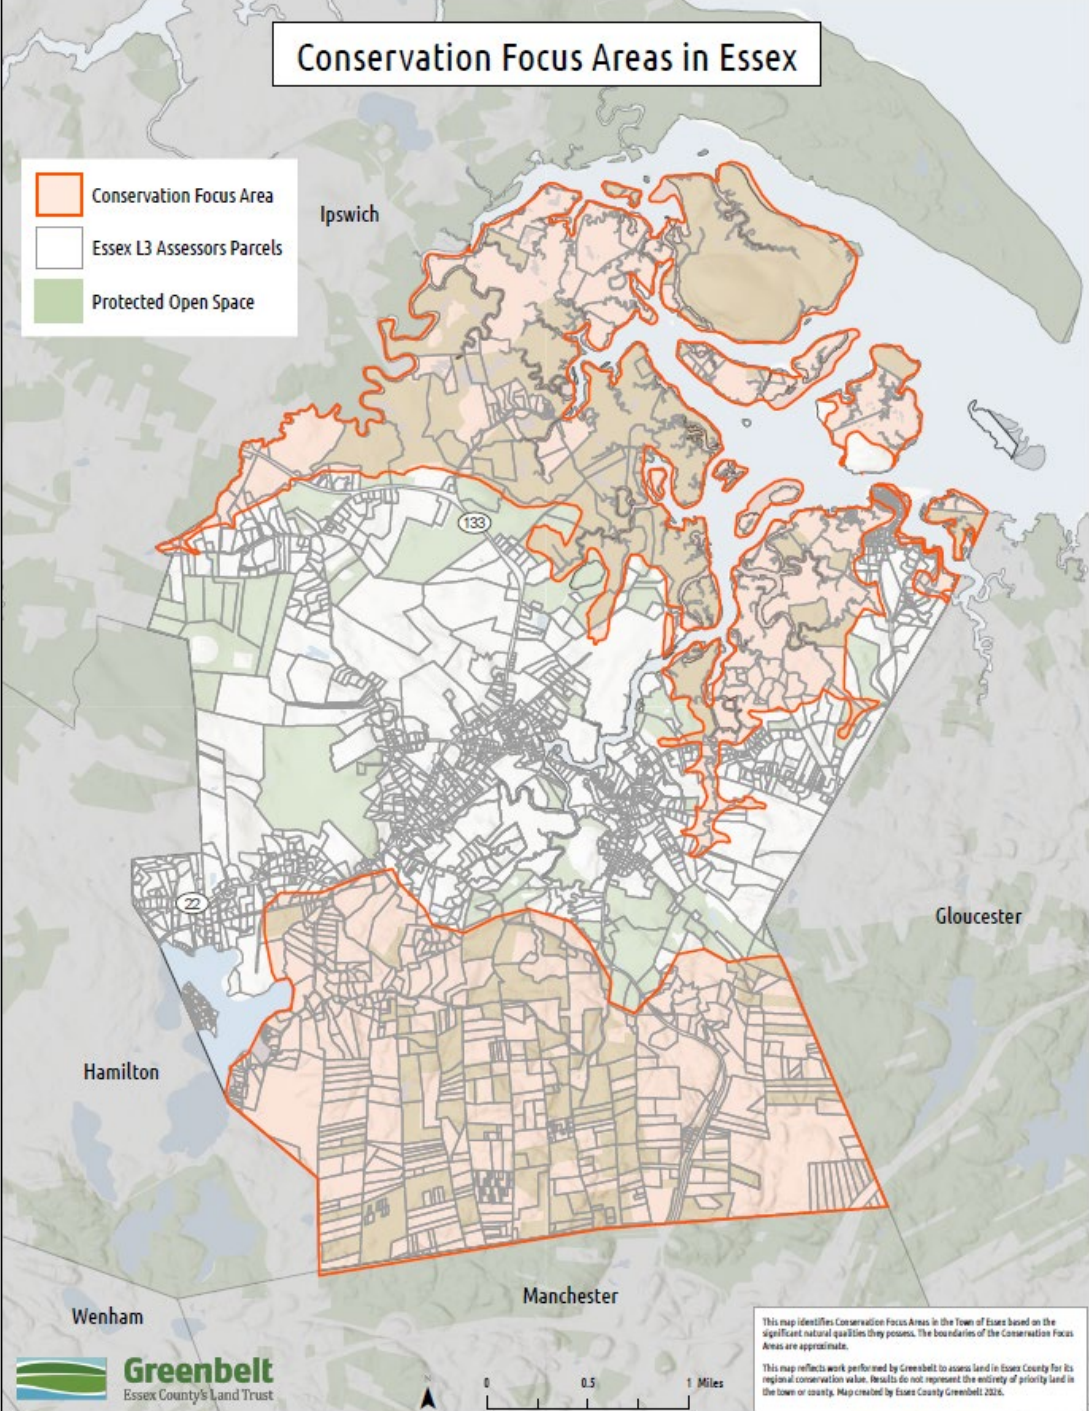 Conservation Focus Areas in Essex
Conservation Focus Area
Essex L3 Assessors Parcels
Protected Open Space
Ipswich
133
22
Gloucester
Hamilton
Manchester
Wenham
This map identifies Conservation Focus Areas in the Town of Essex based on the
significant natural qualities they possess. The boundaries of the Conservation Focus
Areas are approximate.
This map reflects work performed by Greenbelt to assess land in Essex County for its
regional conservation value. Results do not represent the entirety of priority land in
the town or county. Map created by Essex County Greenbelt 2026.
Greenbelt
Essex County's Land Trust
N
0 0.5 1 Miles